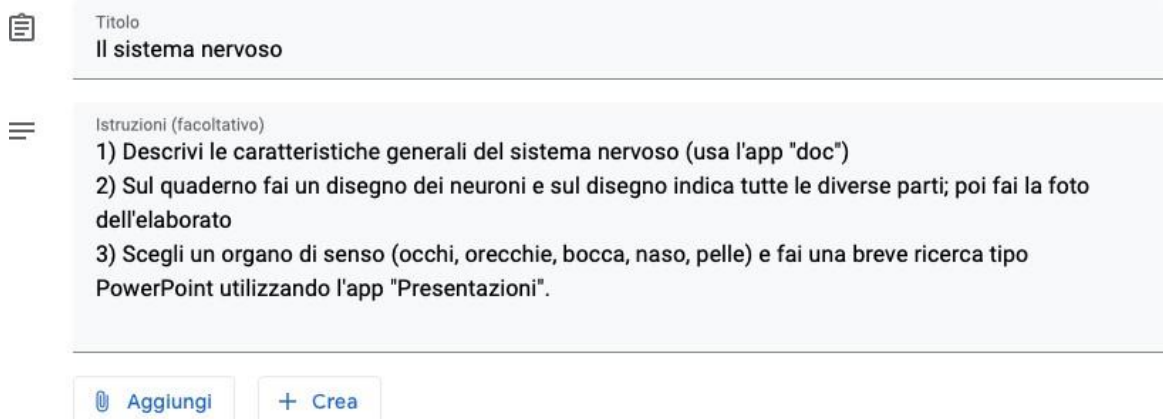 Titolo
Il sistema nervoso
Istruzioni (facoltativo)
1) Descrivi le caratteristiche generali del sistema nervoso (usa l'app "doc")
2) Sul quaderno fai un disegno dei neuroni e sul disegno indica tutte le diverse parti; poi fai la foto
dell'elaborato
3) Scegli un organo di senso (occhi, orecchie, bocca, naso, pelle) e fai una breve ricerca tipo
PowerPoint utilizzando l'app "Presentazioni".
Aggiungi + Crea